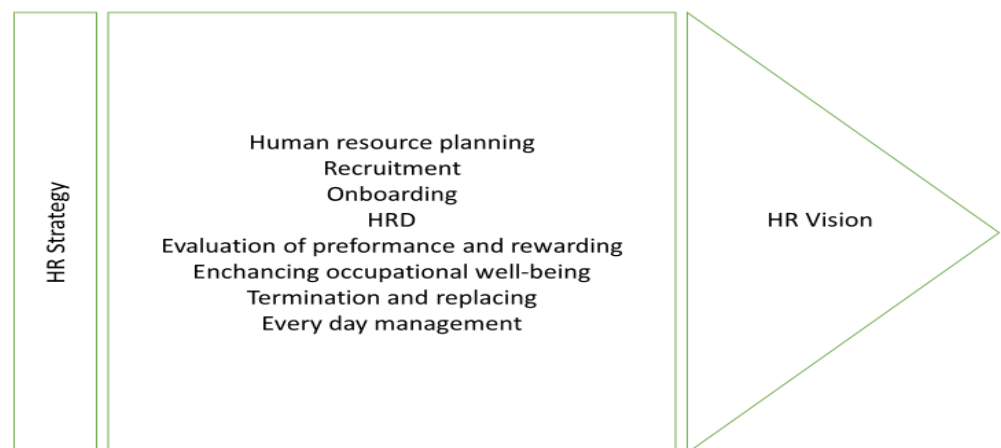 HR Strategy
Human resource planning
Recruitment
Onboarding
HRD
Evaluation of preformance and rewarding
Enchancing occupational well-being
Termination and replacing
Every day management
HR Vision